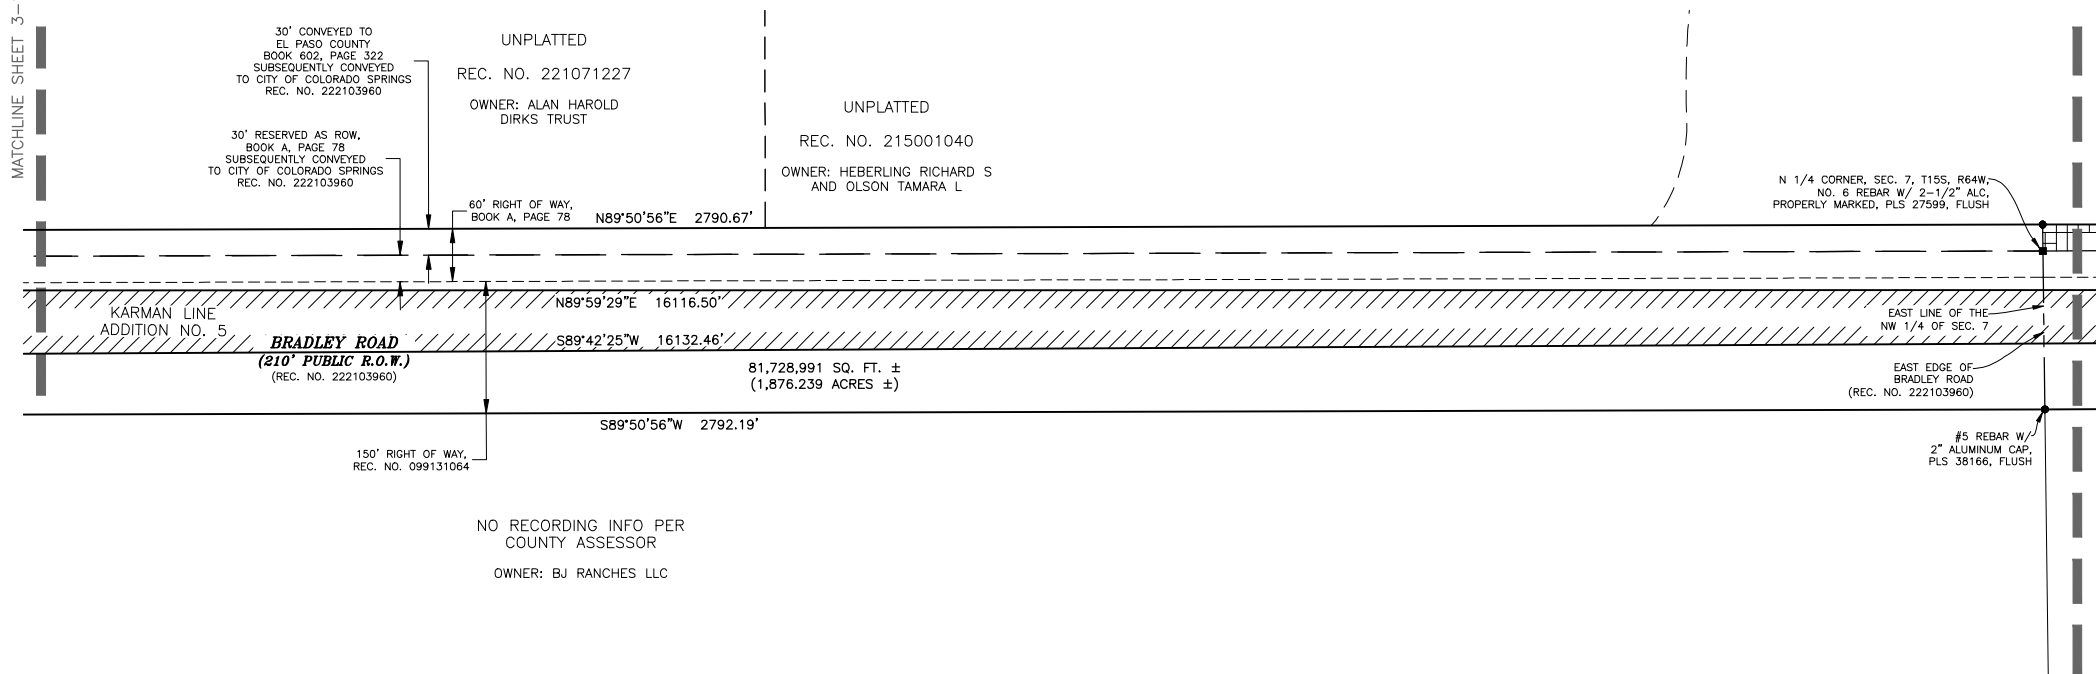 MATCHLINE SHEET 3-
30' CONVEYED TO
EL PASO COUNTY
BOOK 602, PAGE 322
SUBSEQUENTLY CONVEYED
TO CITY OF COLORADO SPRINGS
REC. NO. 222103960
UNPLATTED
REC. NO. 221071227
OWNER: ALAN HAROLD
DIRKS TRUST
UNPLATTED
REC. NO. 215001040
OWNER: HEBERLING RICHARD S
AND OLSON TAMARA L
30' RESERVED AS ROW,
BOOK A, PAGE 78
SUBSEQUENTLY CONVEYED
TO CITY OF COLORADO SPRINGS
REC. NO. 222103960
60' RIGHT OF WAY,
BOOK A, PAGE 78
N89°50'56"E 2790.67'
N 1/4 CORNER, SEC. 7, T15S, R64W,
NO. 6 REBAR W/ 2-1/2" ALC,
PROPERLY MARKED, PLS 27599, FLUSH
N89°59'29"E 16116.50'
KARMAN LINE
ADDITION NO. 5
BRADLEY ROAD
(210' PUBLIC R.O.W.)
(REC. NO. 222103960)
S89°42'25"W 16132.46'
81,728,991 SQ. FT. ±
(1,876.239 ACRES ±)
EAST LINE OF THE
NW 1/4 OF SEC. 7
EAST EDGE OF
BRADLEY ROAD
(REC. NO. 222103960)
S89°50'56"W 2792.19'
150' RIGHT OF WAY,
REC. NO. 099131064
#5 REBAR W/
2" ALUMINUM CAP,
PLS 38166, FLUSH
NO RECORDING INFO PER
COUNTY ASSESSOR
OWNER: BJ RANCHES LLC